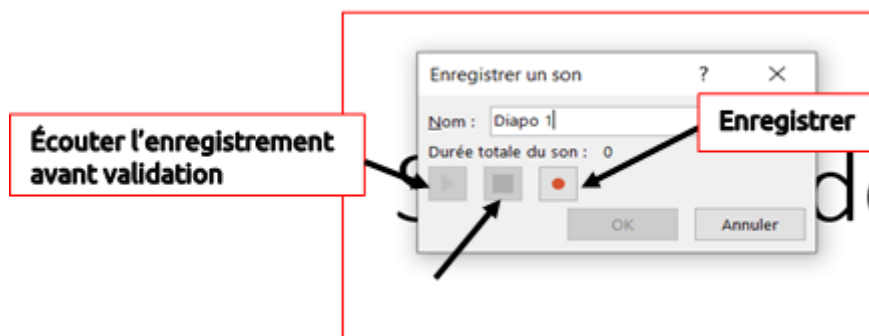 Enregistrer un son ?
Nom : Diapo 1
Enregistrer
Écouter l'enregistrement
avant validation
Durée totale du son : 0
OK Annuler